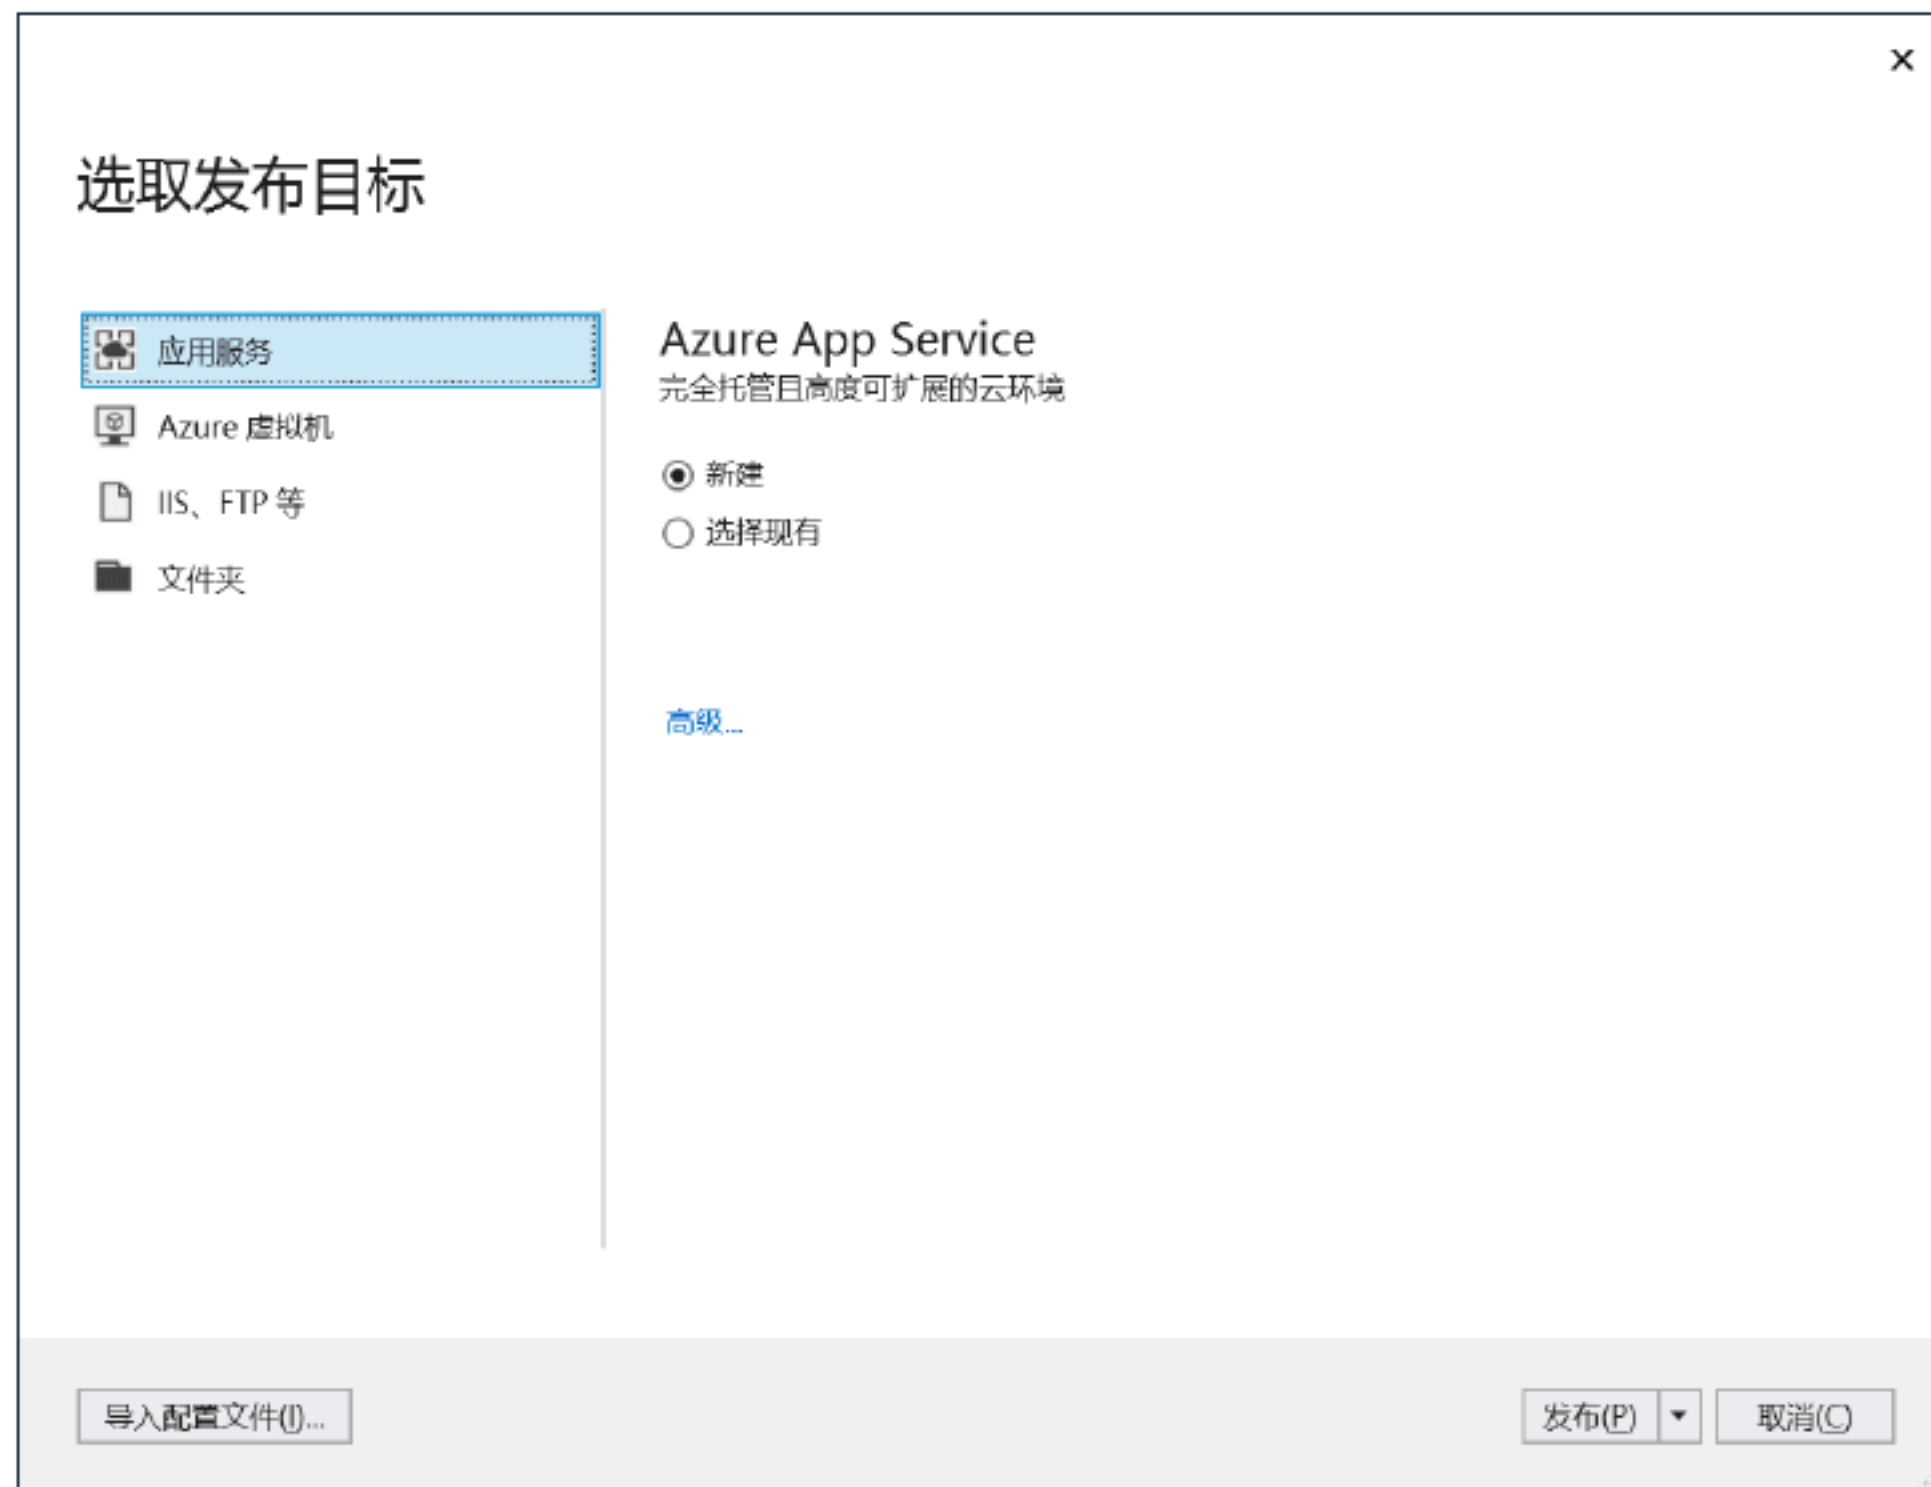 选取发布目标
应用服务
Azure 虚拟机
IIS、FTP 等
文件夹
Azure App Service
完全托管且高度可扩展的云环境
新建
选择现有
高级...
导入配置文件(I)...
发布(P)
取消(C)